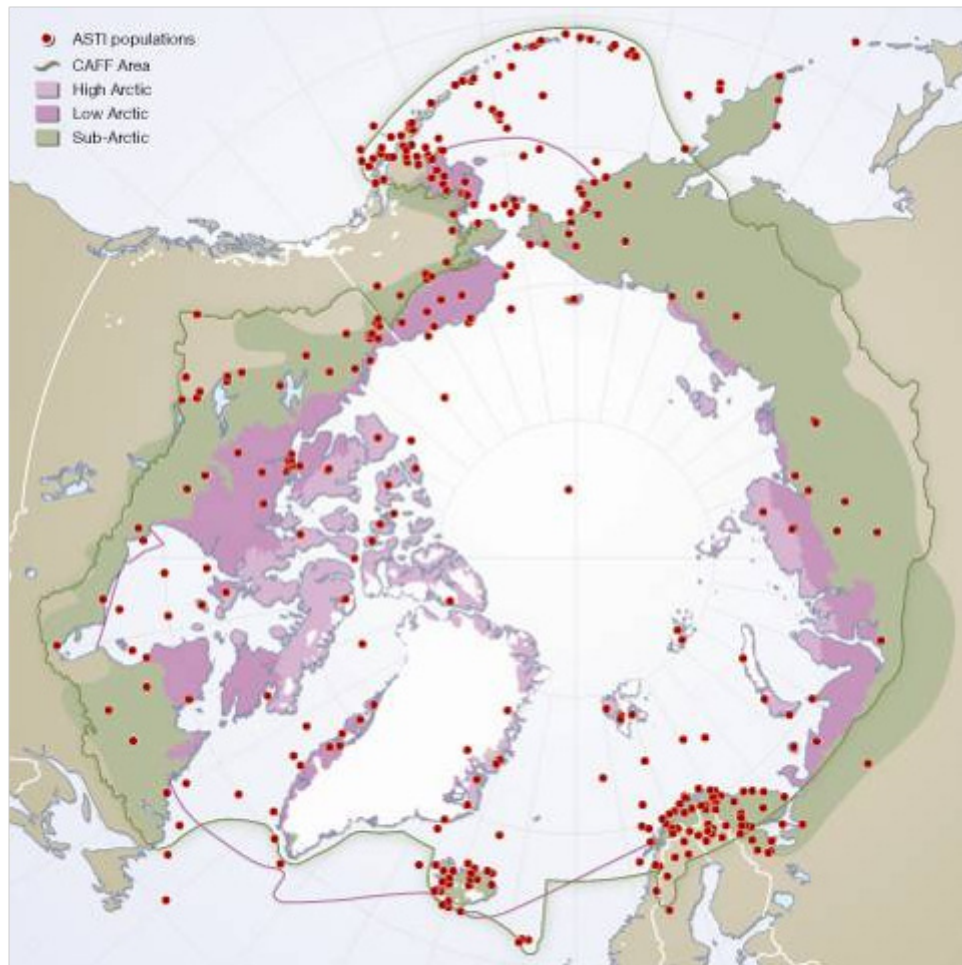 ASTI populations
CAFF Area
High Arctic
Low Arctic
Sub-Arctic